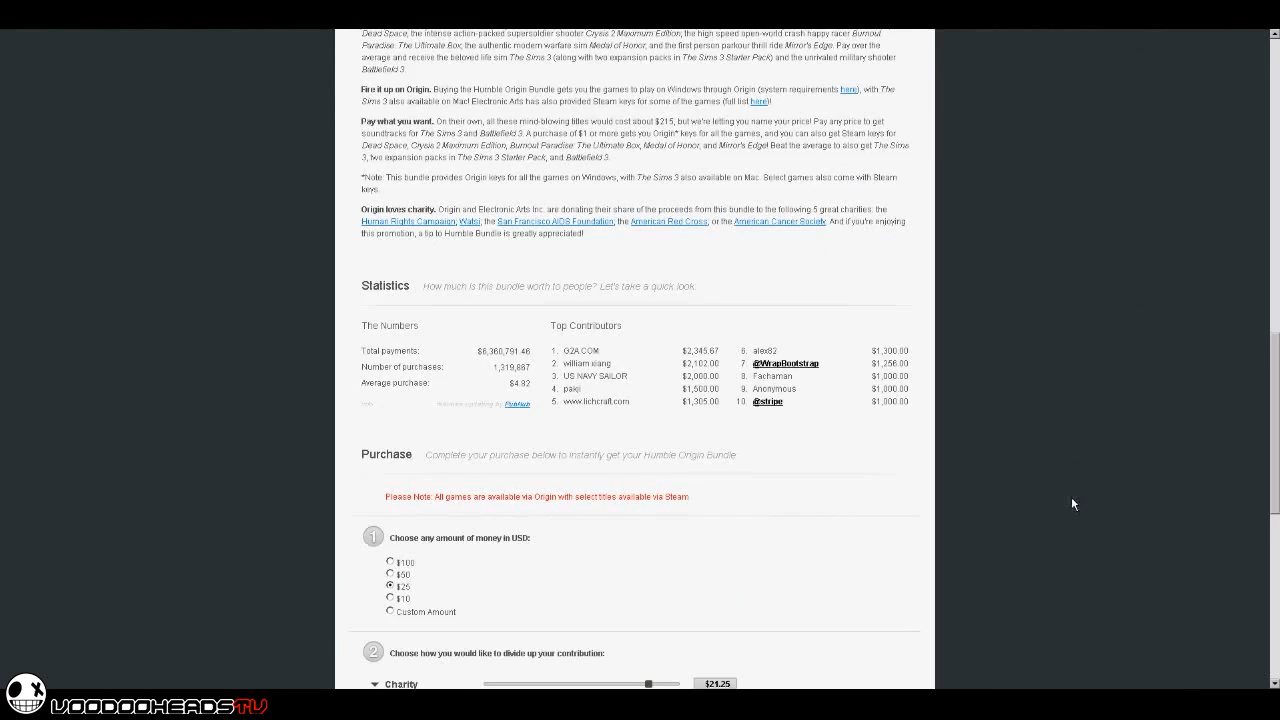 Dead Space, the intense action-packed supersoldier shooter Crysis 2 Maximum Edition, the high speed open-world crash happy racer Burnout
Paradise: The Ultimate Box, the authentic modern warfare sim Medal of Honor, and the first person parkour thrill ride Mirror's Edge. Pay over the
average and receive the beloved life sim The Sims 3 (along with two expansion packs in The Sims 3 Starter Pack) and the unrivaled military shooter
Battlefield 3.
Fire it up on Origin. Buying the Humble Origin Bundle gets you the games to play on Windows through Origin (system requirements here), with The
Sims 3 also available on Mac! Electronic Arts has also provided Steam keys for some of the games (full list here)!
Pay what you want. On their own, all these mind-blowing titles would cost about $215, but we're letting you name your price! Pay any price to get
soundtracks for The Sims 3 and Battlefield 3. A purchase of $1 or more gets you Origin* keys for all the games, and you can also get Steam keys for
Dead Space, Crysis 2 Maximum Edition, Burnout Paradise: The Ultimate Box, Medal of Honor, and Mirror's Edge! Beat the average to also get The Sims
3, two expansion packs in The Sims 3 Starter Pack, and Battlefield 3.
*Note: This bundle provides Origin keys for all the games on Windows, with The Sims 3 also available on Mac. Select games also come with Steam
keys.
Origin loves charity. Origin and Electronic Arts Inc. are donating their share of the proceeds from this bundle to the following 5 great charities: the
Human Rights Campaign; Watsi; the San Francisco AIDS Foundation; the American Red Cross; or the American Cancer Society. And if you're enjoying
this promotion, a tip to Humble Bundle is greatly appreciated!
Statistics How much is this bundle worth to people? Let's take a quick look.
The Numbers
Total payments: $6,360,791.46
Number of purchases: 1,319,867
Average purchase: $4.82
PubNub
Top Contributors
1. G2A.COM $2,345.67
2. william xiang $2,102.00
3. US NAVY SAILOR $2,000.00
4. pakji $1,500.00
5. www.lichcraft.com $1,305.00
6. alex82 $1,300.00
7. @WrapBootstrap $1,256.00
8. Fachaman $1,000.00
9. Anonymous $1,000.00
10. @stripe $1,000.00
Purchase Complete your purchase below to instantly get your Humble Origin Bundle
Please Note: All games are available via Origin with select titles available via Steam
1 Choose any amount of money in USD:
$100
$50
$25
$10
Custom Amount
2 Choose how you would like to divide up your contribution:
Charity $21.25
VOODOOHEADSTV